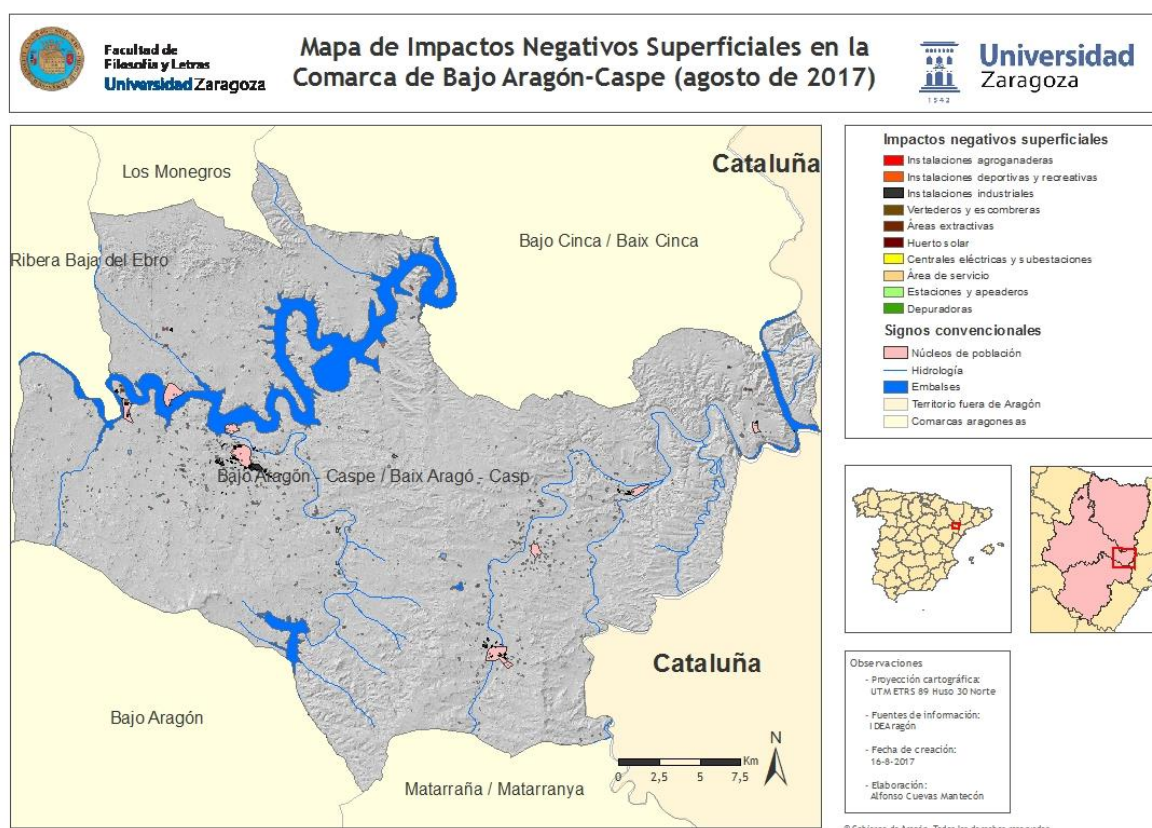 Facultad de
Filosofía y Letras
Universidad Zaragoza
Mapa de Impactos Negativos Superficiales en la
Comarca de Bajo Aragón-Caspe (agosto de 2017)
1542
Universidad
Zaragoza
Los Monegros
Cataluña
Ribera Baja del Ebro
Bajo Cinca / Baix Cinca
Bajo Aragón - Caspe / Baix Aragó - Casp
Cataluña
Bajo Aragón
Matarraña / Matarranya
N
Km
0 2,5 5 7,5
Impactos negativos superficiales
Instalaciones agroganaderas
Instalaciones deportivas y recreativas
Instalaciones industriales
Vertederos y escombreras
Áreas extractivas
Huerto solar
Centrales eléctricas y subestaciones
Área de servicio
Estaciones y apeaderos
Depuradoras
Signos convencionales
Núcleos de población
Hidrología
Embalses
Territorio fuera de Aragón
Comarcas aragonesas
Observaciones
- Proyección cartográfica:
UTM ETRS 89 Huso 30 Norte
- Fuentes de información:
IDEAragón
- Fecha de creación:
16-8-2017
- Elaboración:
Alfonso Cuevas Mantecón